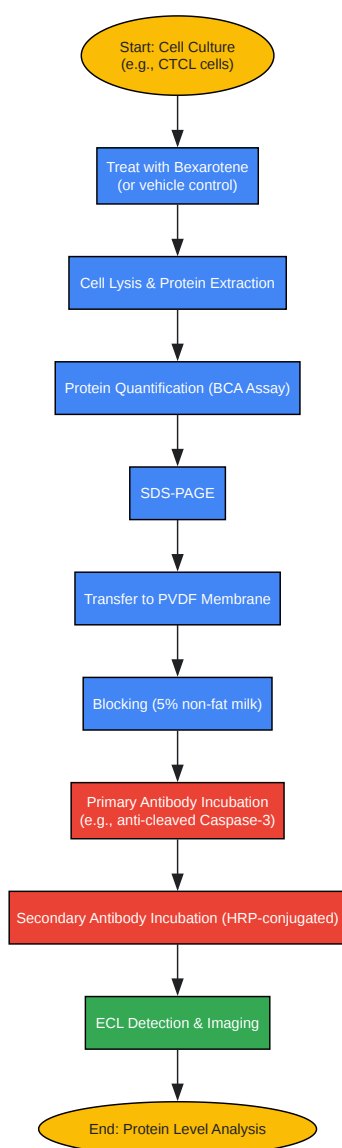 Start: Cell Culture
(e.g., CTCL cells)
Treat with Bexarotene
(or vehicle control)
Cell Lysis & Protein Extraction
Protein Quantification (BCA Assay)
SDS-PAGE
Transfer to PVDF Membrane
Blocking (5% non-fat milk)
Primary Antibody Incubation
(e.g., anti-cleaved Caspase-3)
Secondary Antibody Incubation (HRP-conjugated)
ECL Detection & Imaging
End: Protein Level Analysis